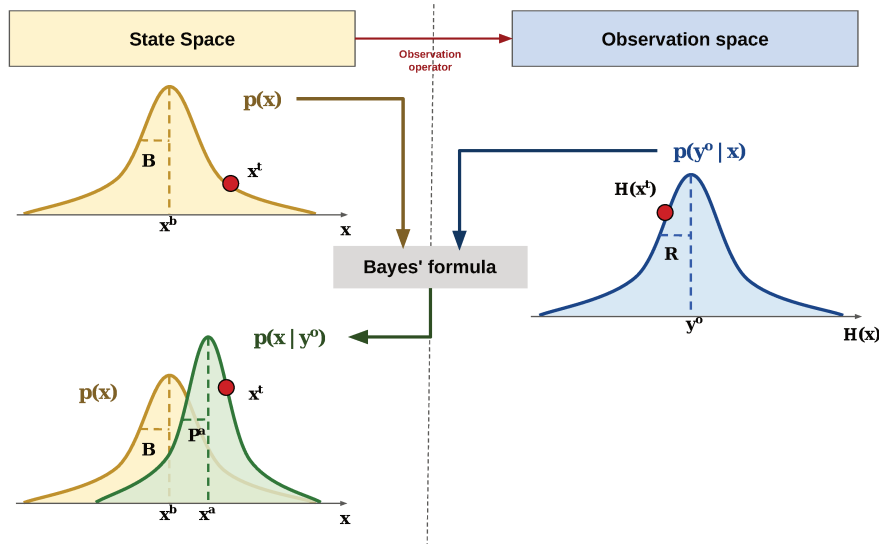 State Space
Observation space
Observation
operator
p(x)
B
xᵗ
xᵇ
x
p(yᵒ | x)
H(xᵗ)
R
yᵒ
H(x)
Bayes' formula
p(x | yᵒ)
p(x)
xᵗ
B
Pᵃ
xᵇ
xᵃ
x